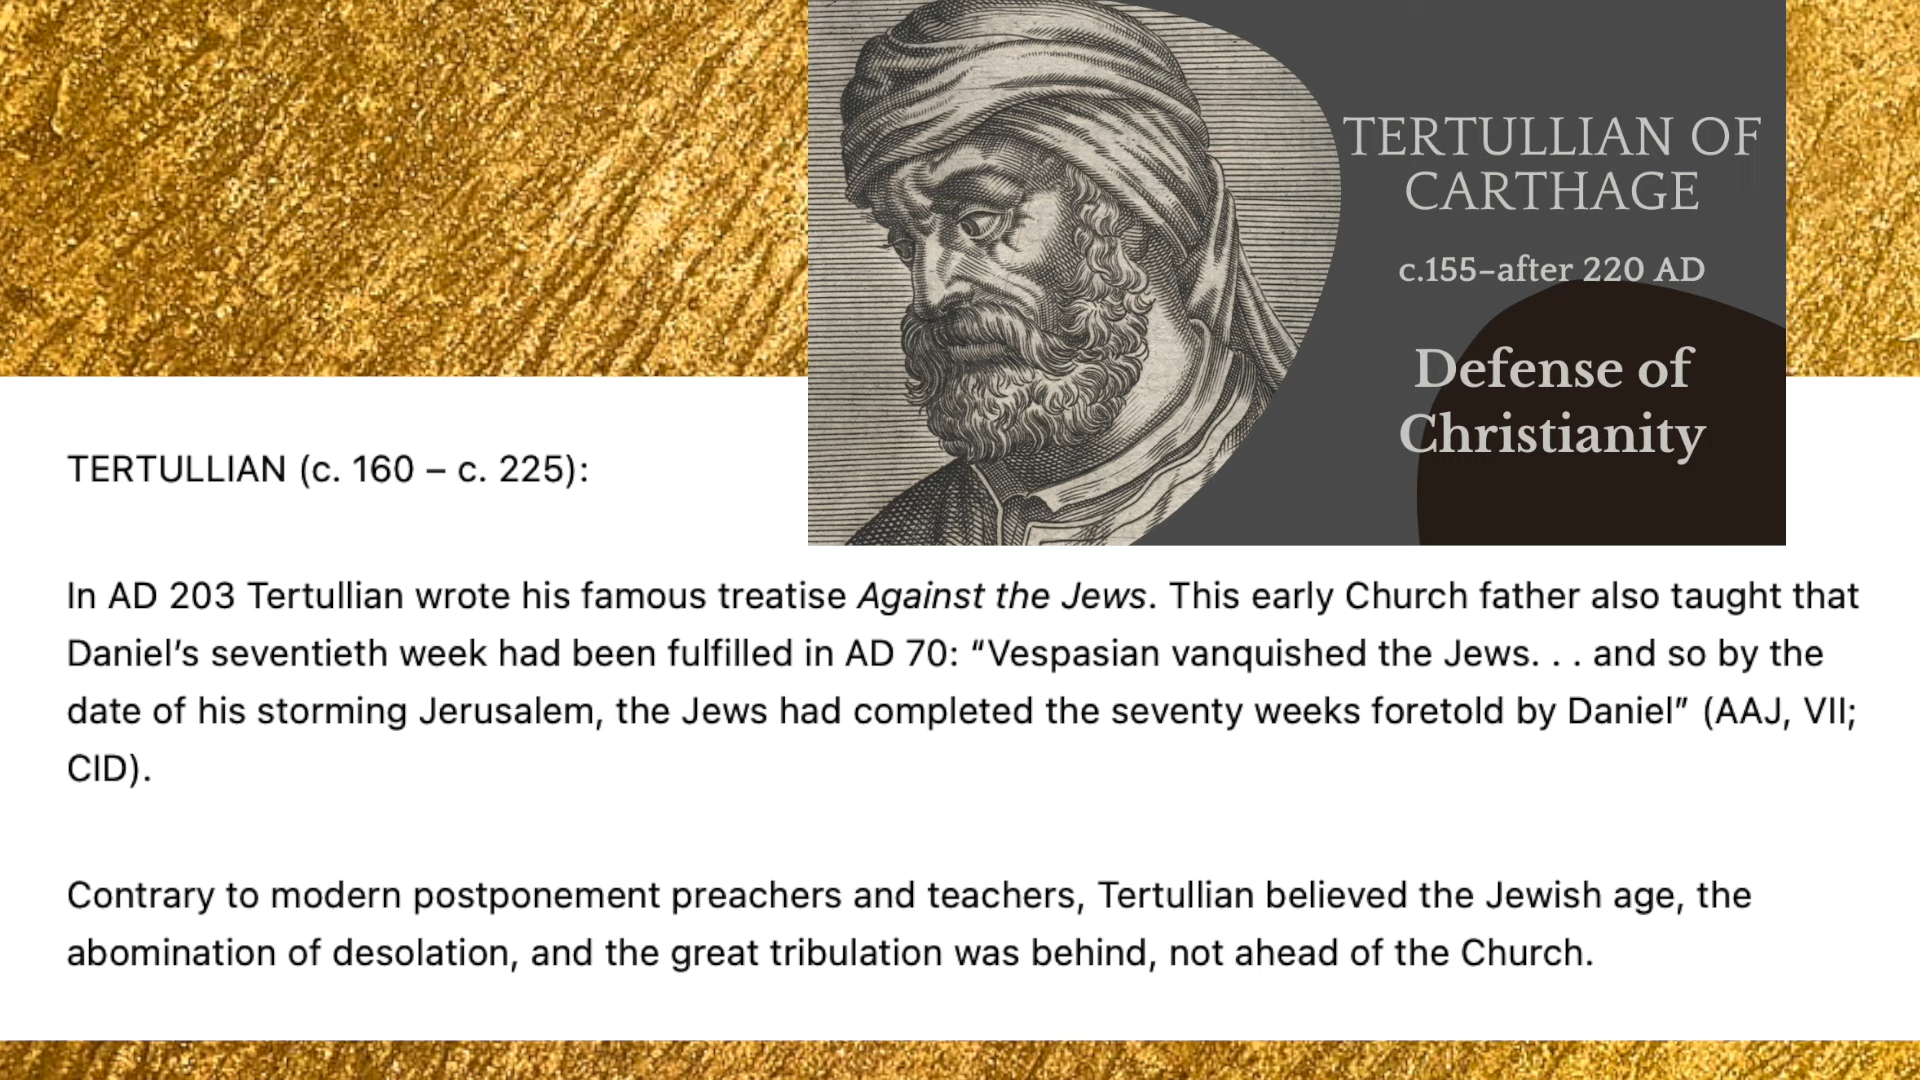 TERTULLIAN OF
CARTHAGE
c.155–after 220 AD
Defense of
Christianity
TERTULLIAN (c. 160 – c. 225):
In AD 203 Tertullian wrote his famous treatise Against the Jews. This early Church father also taught that
Daniel’s seventieth week had been fulfilled in AD 70: “Vespasian vanquished the Jews. . . and so by the
date of his storming Jerusalem, the Jews had completed the seventy weeks foretold by Daniel” (AAJ, VII;
CID).
Contrary to modern postponement preachers and teachers, Tertullian believed the Jewish age, the
abomination of desolation, and the great tribulation was behind, not ahead of the Church.